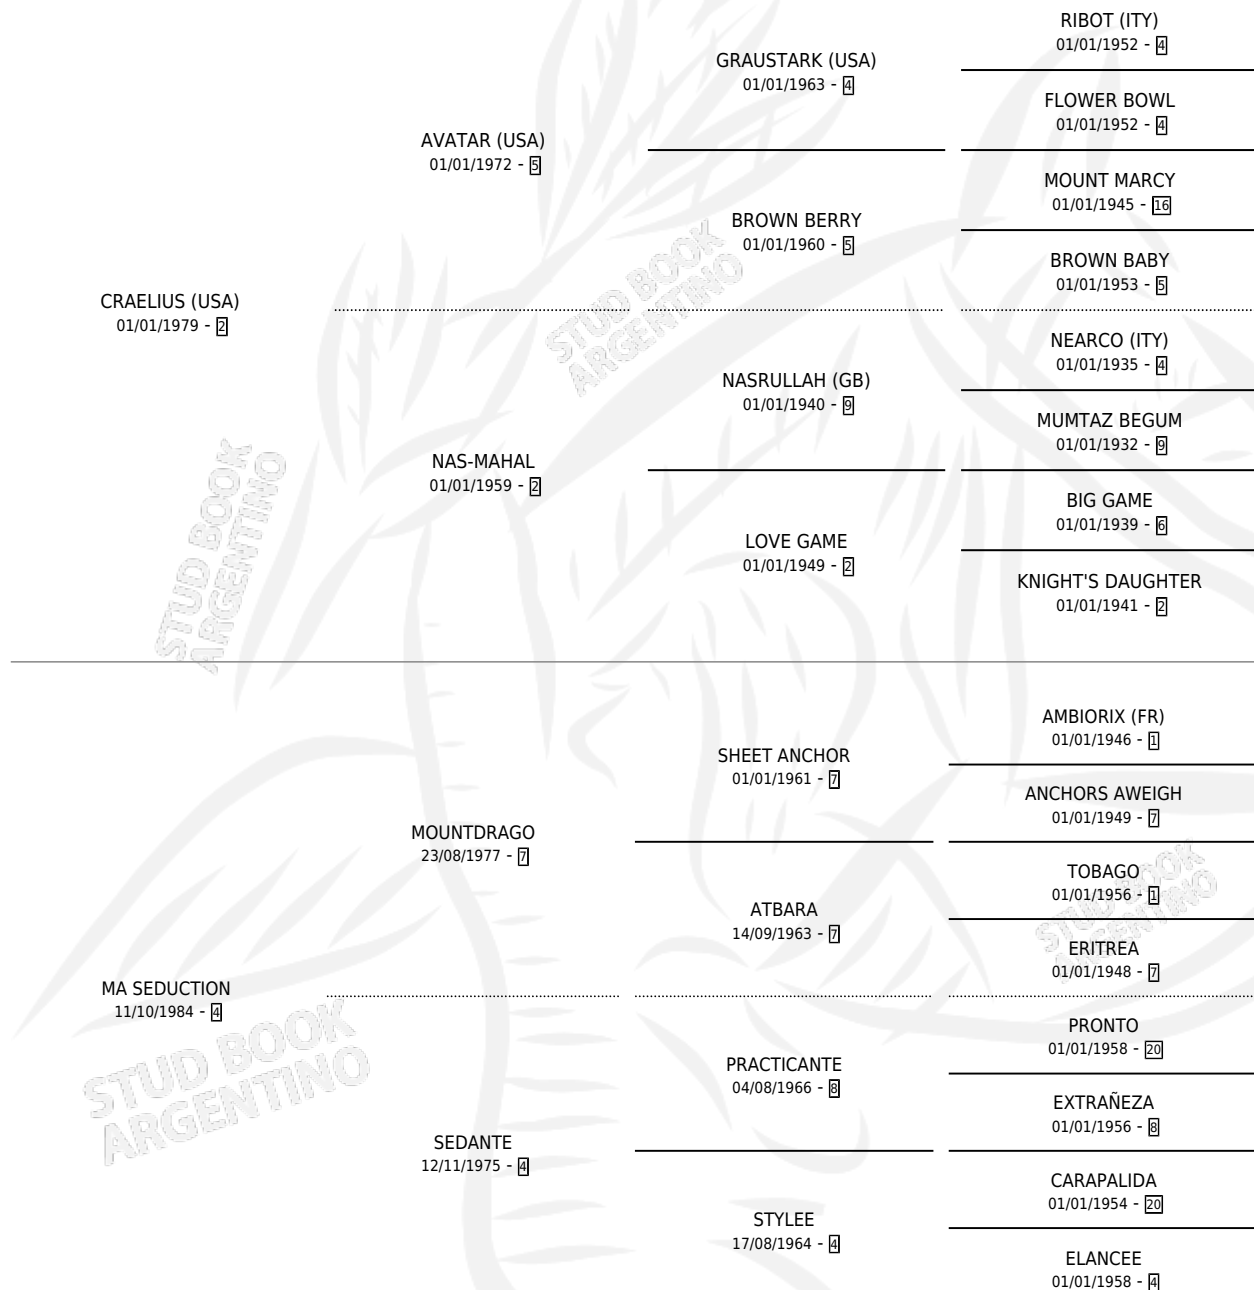 RIBOT (ITY)
01/01/1952 - 4
GRAUSTARK (USA)
01/01/1963 - 4
FLOWER BOWL
01/01/1952 - 4
AVATAR (USA)
01/01/1972 - 5
MOUNT MARCY
01/01/1945 - 16
BROWN BERRY
01/01/1960 - 5
BROWN BABY
01/01/1953 - 5
CRAELIUS (USA)
01/01/1979 - 2
STUD BOOK
ARGENTINO
NEARCO (ITY)
01/01/1935 - 4
NASRULLAH (GB)
01/01/1940 - 9
MUMTAZ BEGUM
01/01/1932 - 9
NAS-MAHAL
01/01/1959 - 2
BIG GAME
01/01/1939 - 6
LOVE GAME
01/01/1949 - 2
KNIGHT'S DAUGHTER
01/01/1941 - 2
STUD BOOK
ARGENTINO
AMBIORIX (FR)
01/01/1946 - 1
SHEET ANCHOR
01/01/1961 - 7
ANCHORS AWEIGH
01/01/1949 - 7
MOUNTDRAGO
23/08/1977 - 7
TOBAGO
01/01/1956 - 1
ATBARA
14/09/1963 - 7
STUD BOOK
ARGENTINO
ERITREA
01/01/1948 - 7
MA SEDUCTION
11/10/1984 - 4
STUD BOOK
ARGENTINO
PRONTO
01/01/1958 - 20
PRACTICANTE
04/08/1966 - 8
EXTRAÑEZA
01/01/1956 - 8
SEDANTE
12/11/1975 - 4
CARAPALIDA
01/01/1954 - 20
STYLEE
17/08/1964 - 4
ELANCEE
01/01/1958 - 4